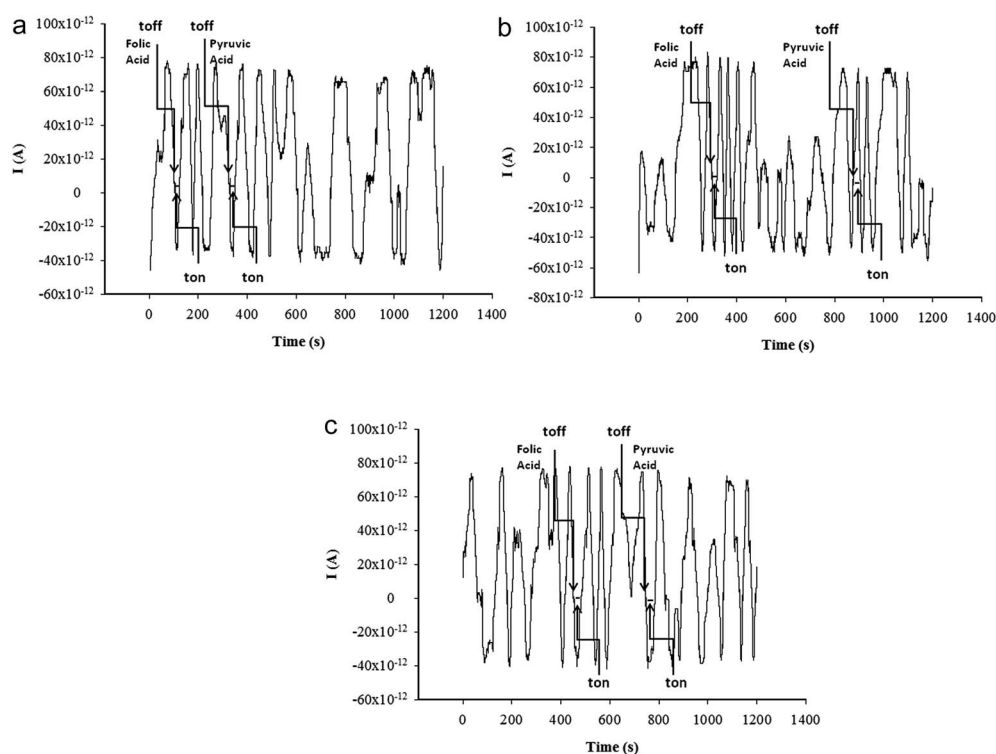 a
toff toff
Folic Acid
Pyruvic Acid
100x10-12
80x10-12
60x10-12
40x10-12
20x10-12
0
-20x10-12
-40x10-12
-60x10-12
I (A)
ton ton
0 200 400 600 800 1000 1200 1400
Time (s)
b
toff toff
Folic Acid
Pyruvic Acid
100x10-12
80x10-12
60x10-12
40x10-12
20x10-12
0
-20x10-12
-40x10-12
-60x10-12
-80x10-12
I (A)
ton ton
0 200 400 600 800 1000 1200 1400
Time (s)
c
toff toff
Folic Acid
Pyruvic Acid
100x10-12
80x10-12
60x10-12
40x10-12
20x10-12
0
-20x10-12
-40x10-12
-60x10-12
I (A)
ton ton
0 200 400 600 800 1000 1200 1400
Time (s)